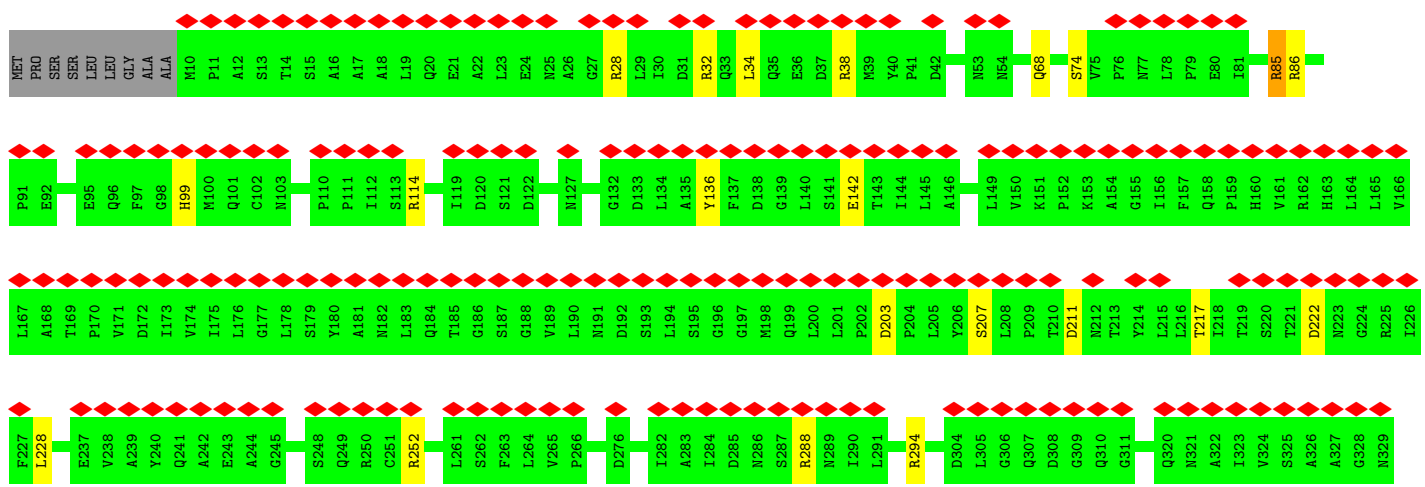 MET PRO SER SER LEU LEU GLY ALA ALA M10 P11 A12 S13 T14 S15 A16 A17 A18 L19 Q20 E21 A22 L23 E24 N25 A26 G27 R28 L29 I30 D31 R32 Q33 L34 Q35 E36 D37 R38 M39 Y40 P41 D42 N53 N54 Q68 S74 V75 P76 N77 L78 P79 E80 I81 R85 R86
P91 E92 E95 Q96 F97 G98 H99 M100 Q101 C102 N103 P110 P111 I112 S113 R114 I119 D120 S121 D122 N127 G132 D133 L134 A135 Y136 F137 D138 G139 L140 S141 E142 T143 I144 L145 A146 L149 V150 K151 P152 K153 A154 G155 I156 F157 Q158 P159 H160 V161 R162 H163 L164 L165 V166
L167 A168 T169 P170 V171 D172 I173 V174 I175 L176 G177 L178 S179 Y180 A181 N182 L183 Q184 T185 G186 S187 G188 V189 L190 N191 D192 S193 L194 S195 G196 G197 M198 Q199 L200 L201 P202 D203 P204 L205 Y206 S207 L208 P209 T210 D211 N212 T213 Y214 L215 L216 T217 I218 T219 S220 T221 D222 N223 G224 R225 I226
F227 L228 E237 V238 A239 Y240 Q241 A242 E243 A244 G245 S248 Q249 R250 C251 R252 L261 S262 F263 L264 V265 P266 D276 I282 A283 I284 D285 N286 S287 R288 N289 I290 L291 R294 D304 L305 G306 Q307 D308 G309 Q310 G311 Q320 N321 A322 I323 V324 S325 A326 A327 G328 N329